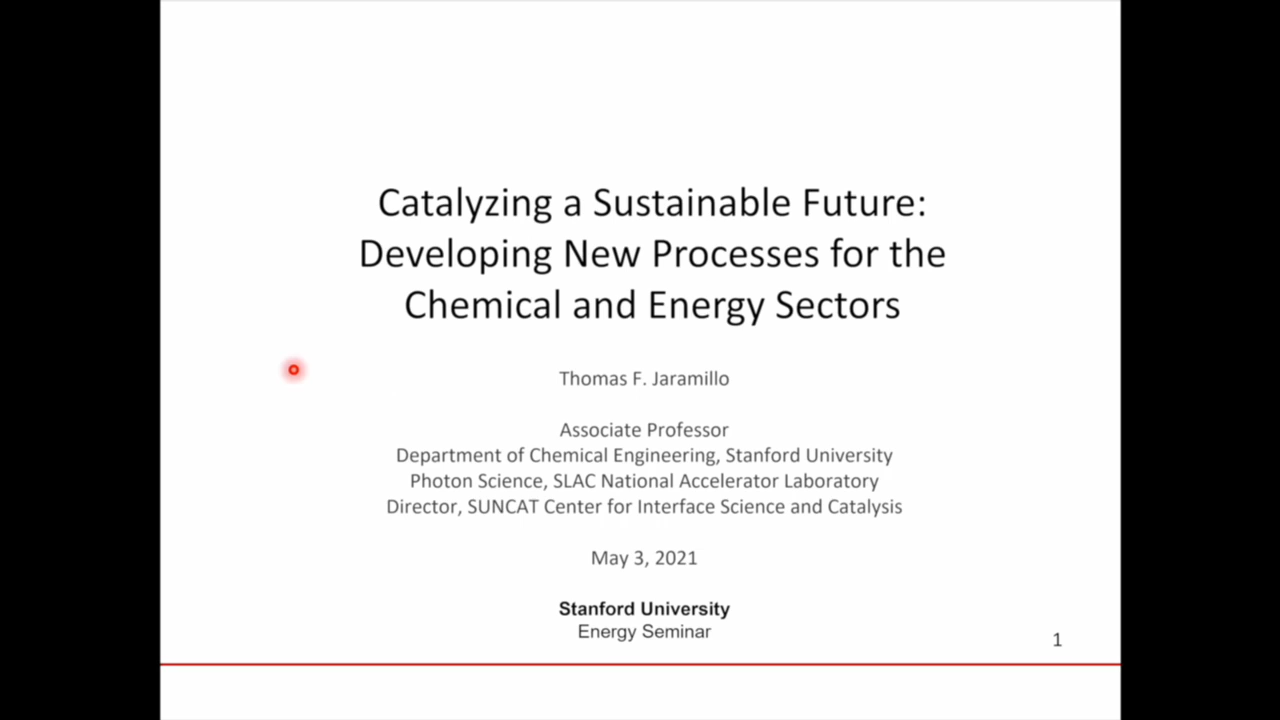 Catalyzing a Sustainable Future:
Developing New Processes for the
Chemical and Energy Sectors
Thomas F. Jaramillo
Associate Professor
Department of Chemical Engineering, Stanford University
Photon Science, SLAC National Accelerator Laboratory
Director, SUNCAT Center for Interface Science and Catalysis
May 3, 2021
Stanford University
Energy Seminar
1